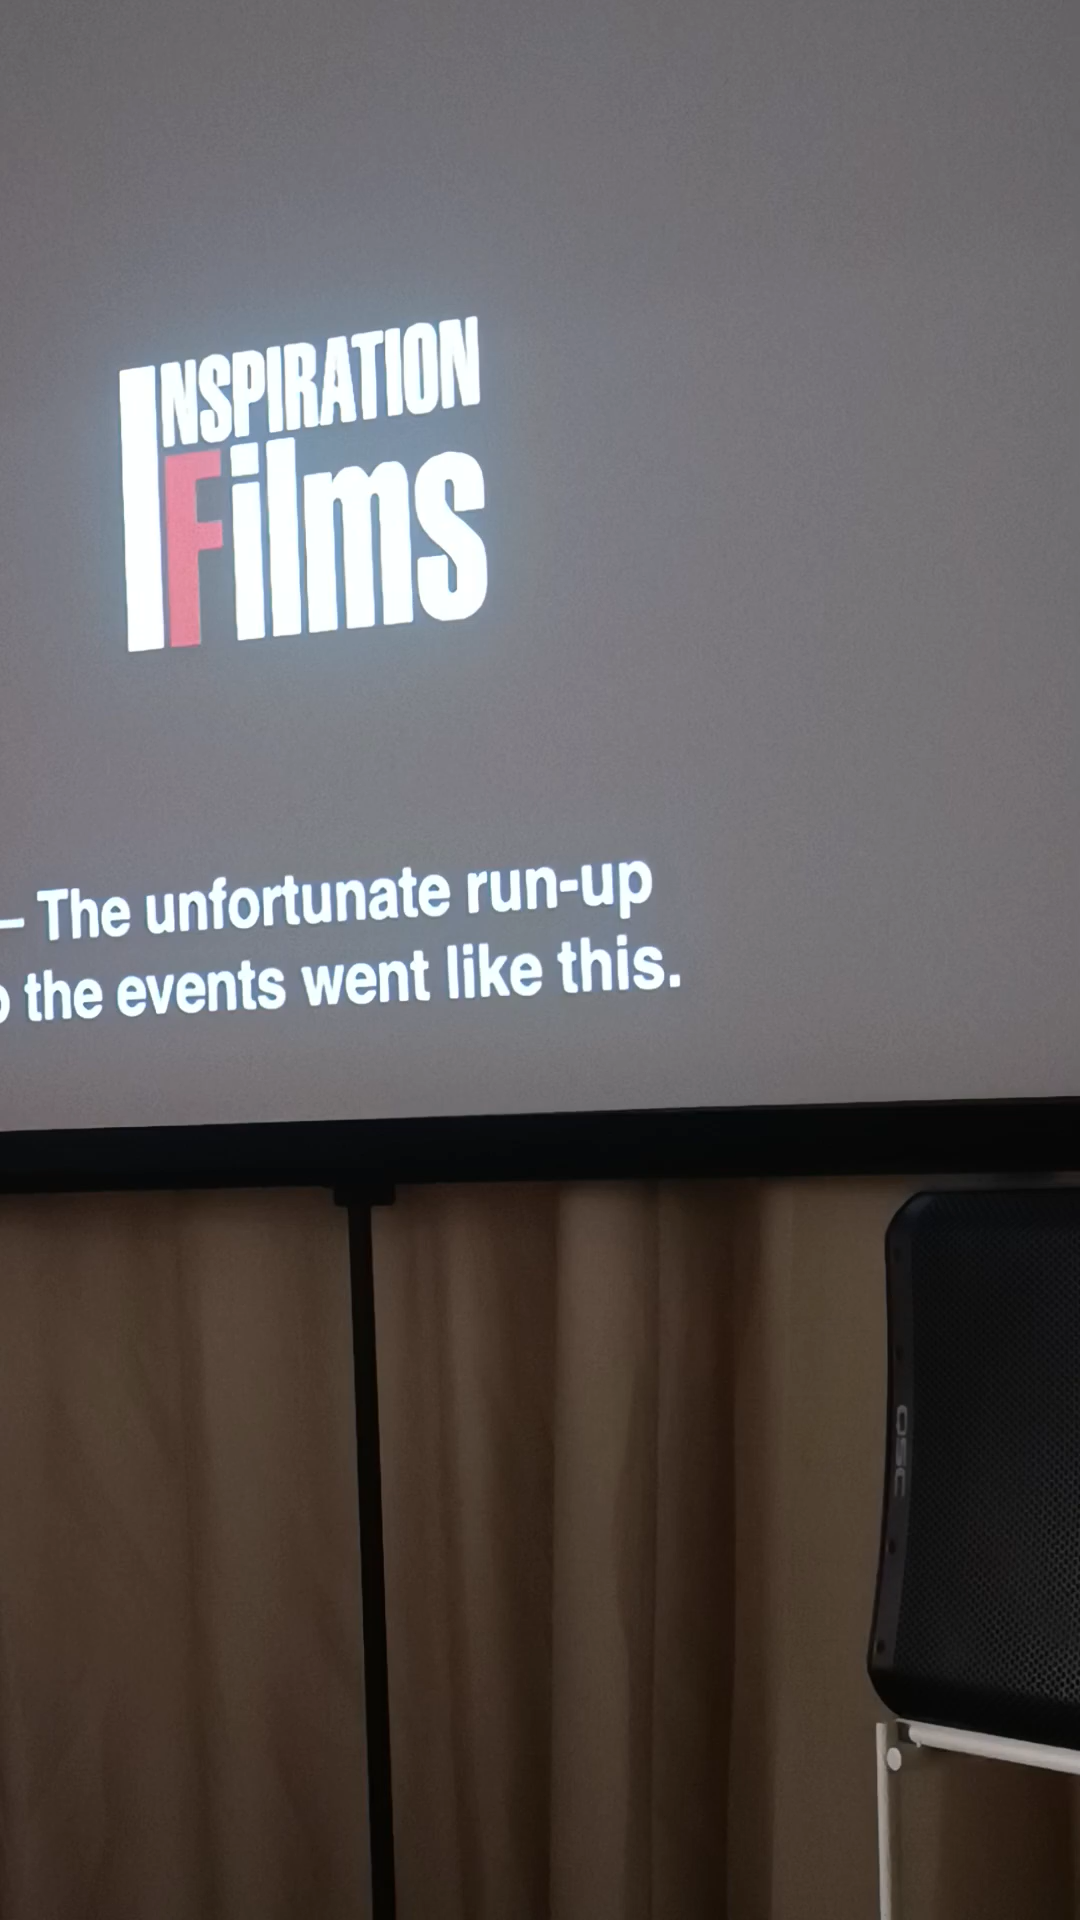 INSPIRATION
Films
– The unfortunate run-up
the events went like this.
QSC